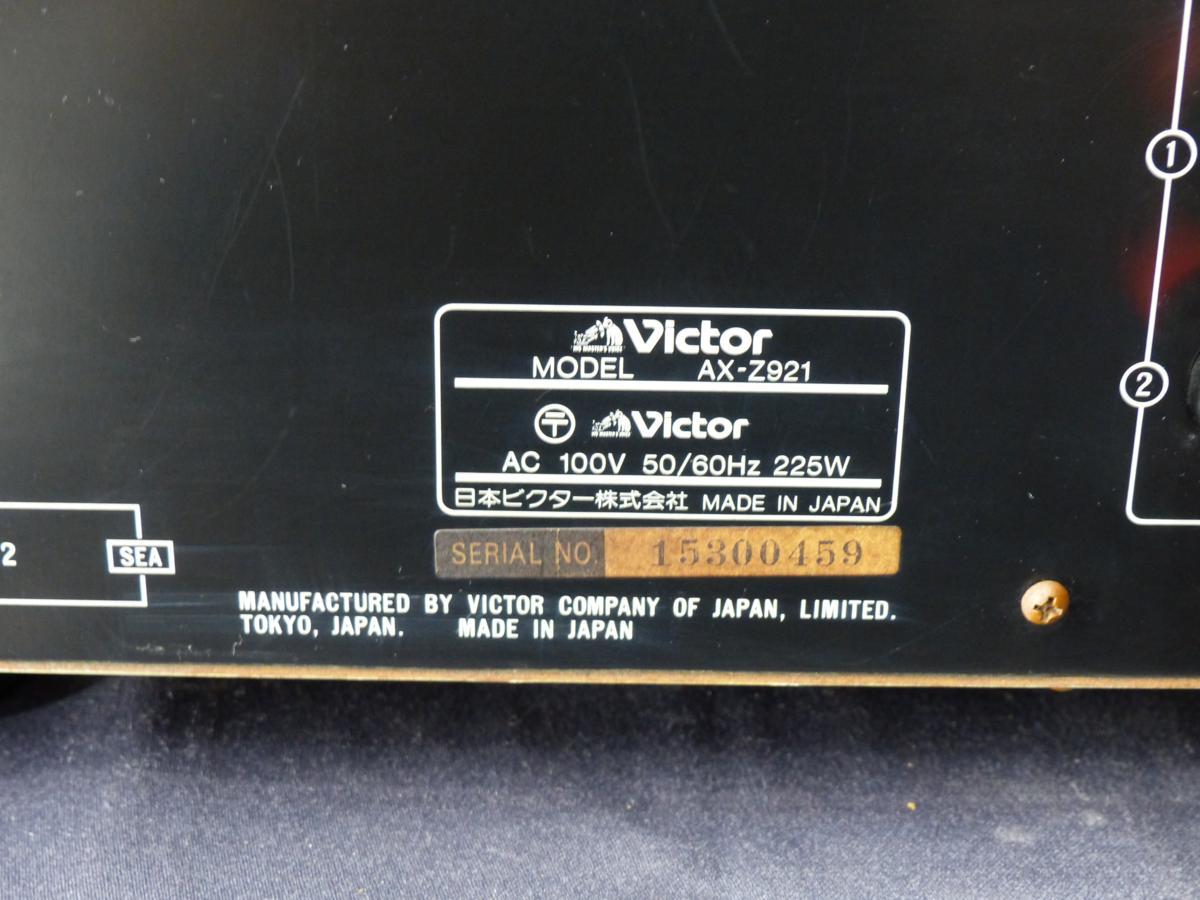 1
Victor
MODEL AX-Z921
2
〒 Victor
AC 100V 50/60Hz 225W
日本ビクター株式会社 MADE IN JAPAN
2 SEA
SERIAL NO 15300459
MANUFACTURED BY VICTOR COMPANY OF JAPAN, LIMITED.
TOKYO, JAPAN. MADE IN JAPAN